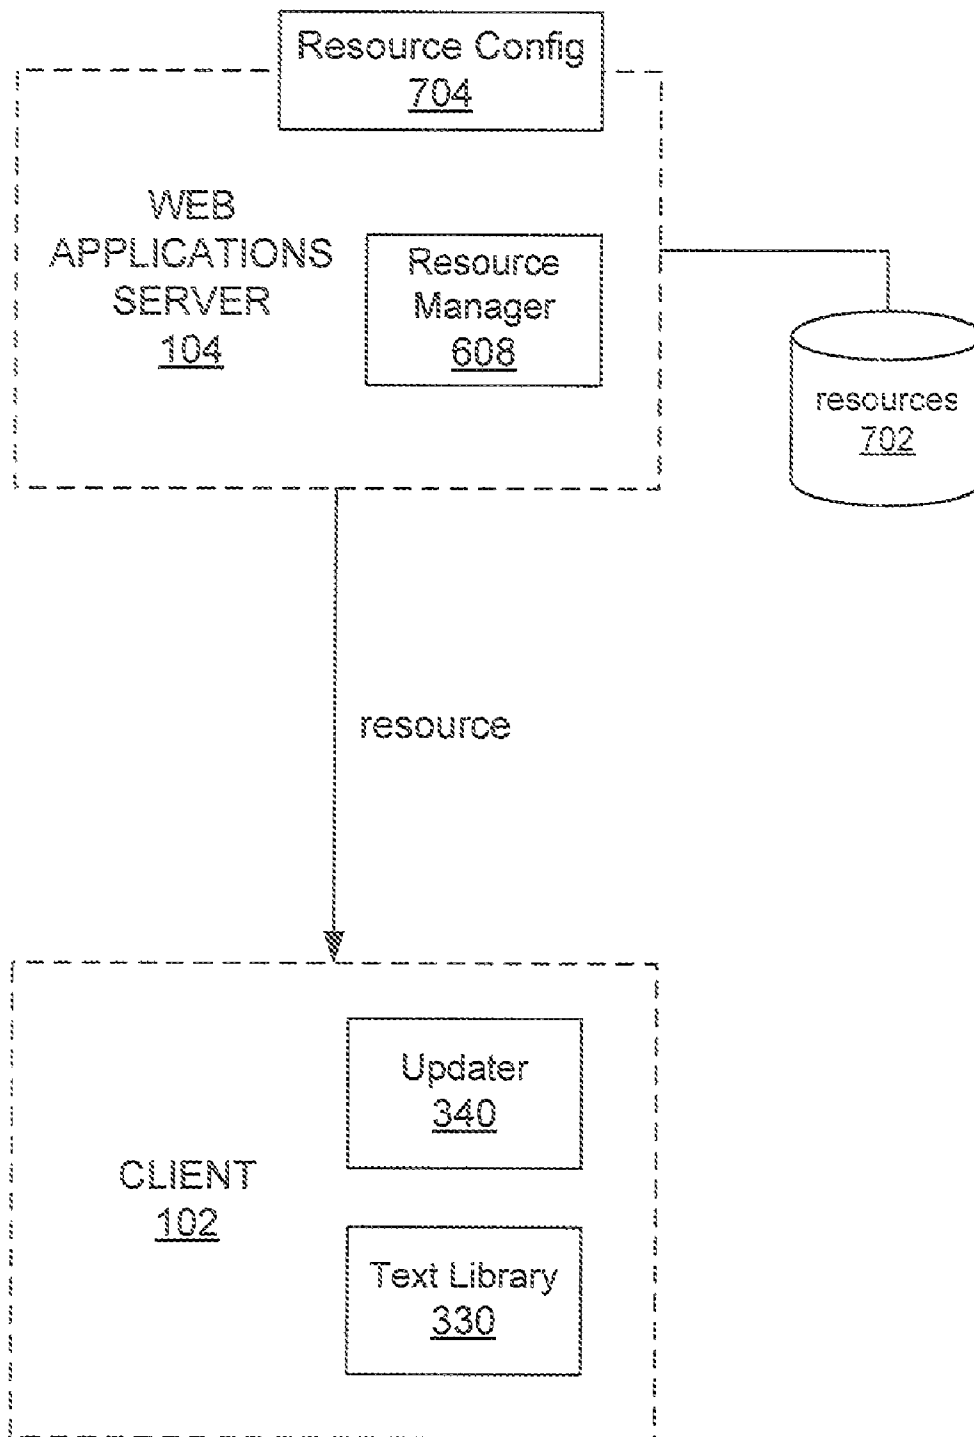 Resource Config
704
WEB
APPLICATIONS
SERVER
104
Resource
Manager
608
resources
702
resource
Updater
340
CLIENT
102
Text Library
330